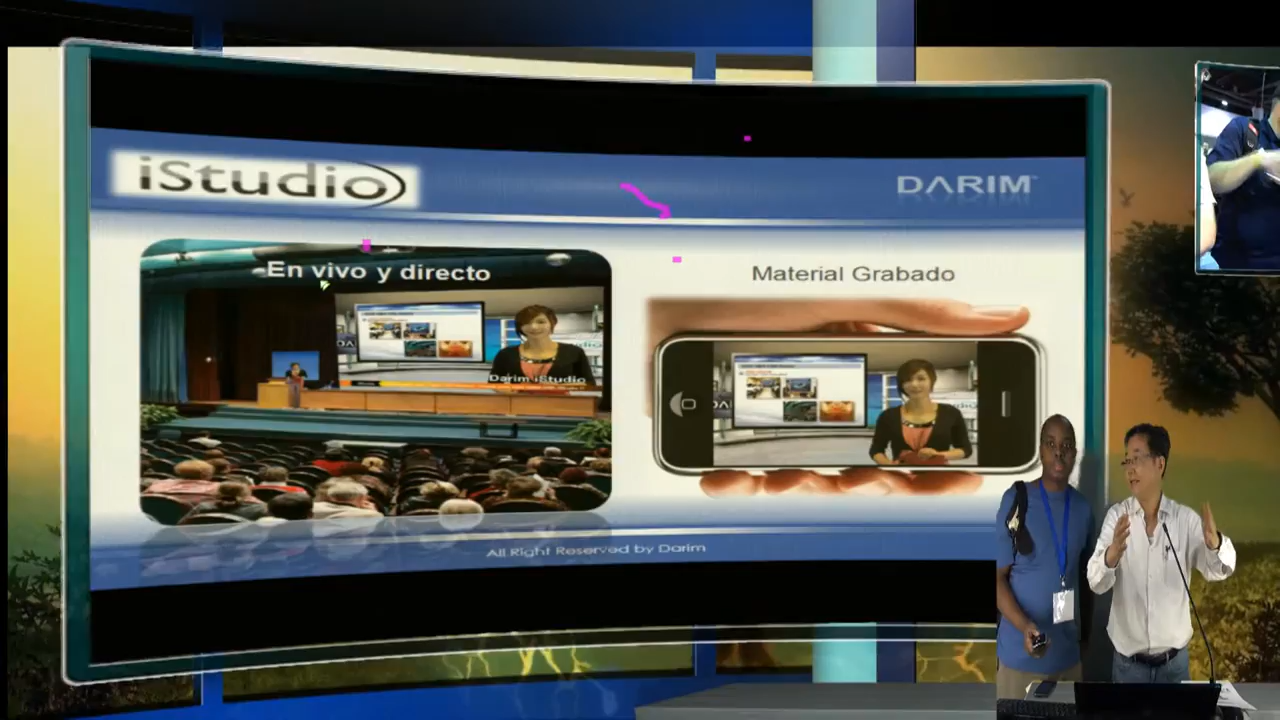 iStudio
DARIM
En vivo y directo
Material Grabado
Darim iStudio
All Right Reserved by Darim